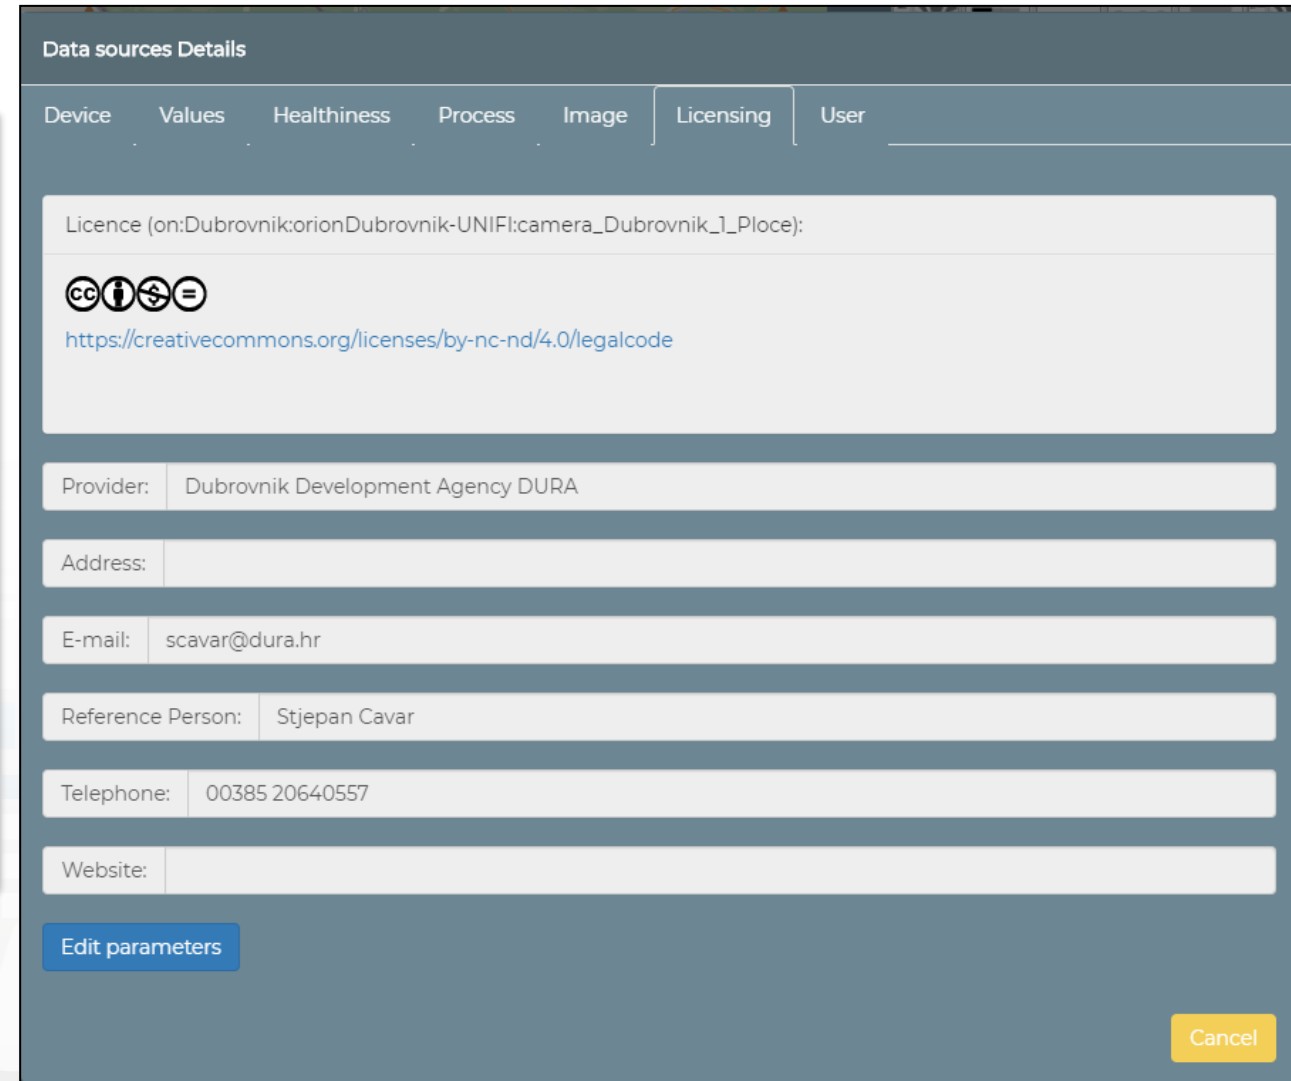 Data sources Details
Device Values Healthiness Process Image Licensing User
Licence (on:Dubrovnik:orionDubrovnik-UNIFI:camera_Dubrovnik_1_Ploce):
cc
https://creativecommons.org/licenses/by-nc-nd/4.0/legalcode
Provider: Dubrovnik Development Agency DURA
Address:
E-mail: scavar@dura.hr
Reference Person: Stjepan Cavar
Telephone: 00385 20640557
Website:
Edit parameters
Cancel